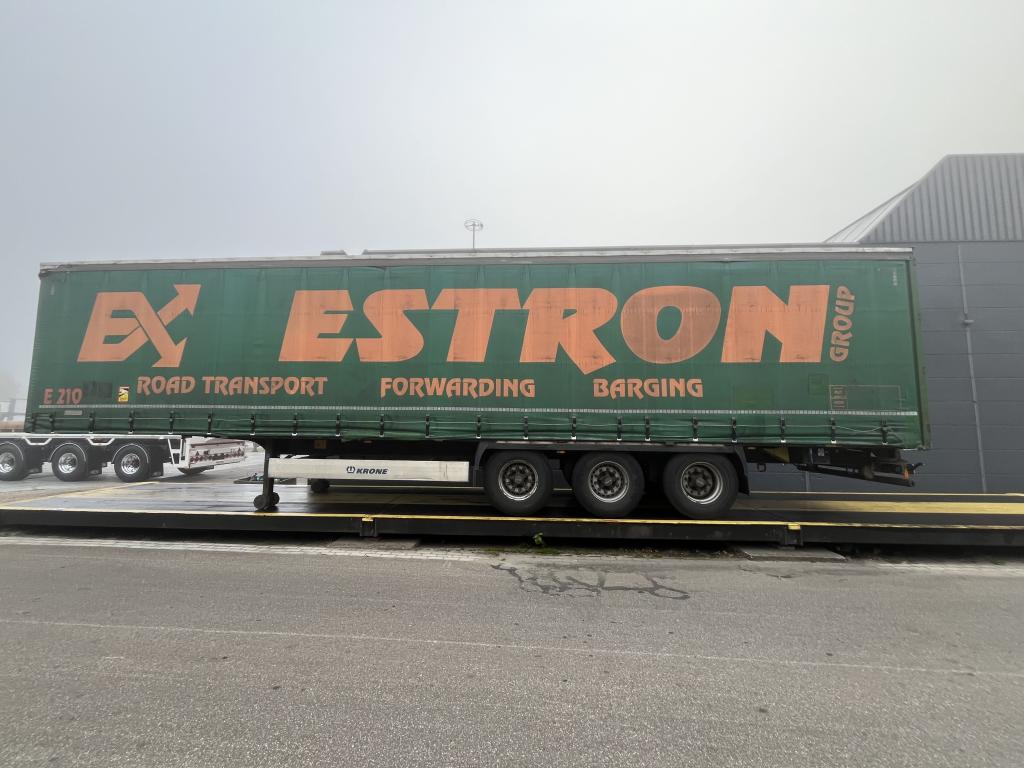 EX ESTRON GROUP
E 210 ROAD TRANSPORT FORWARDING BARGING
KRONE